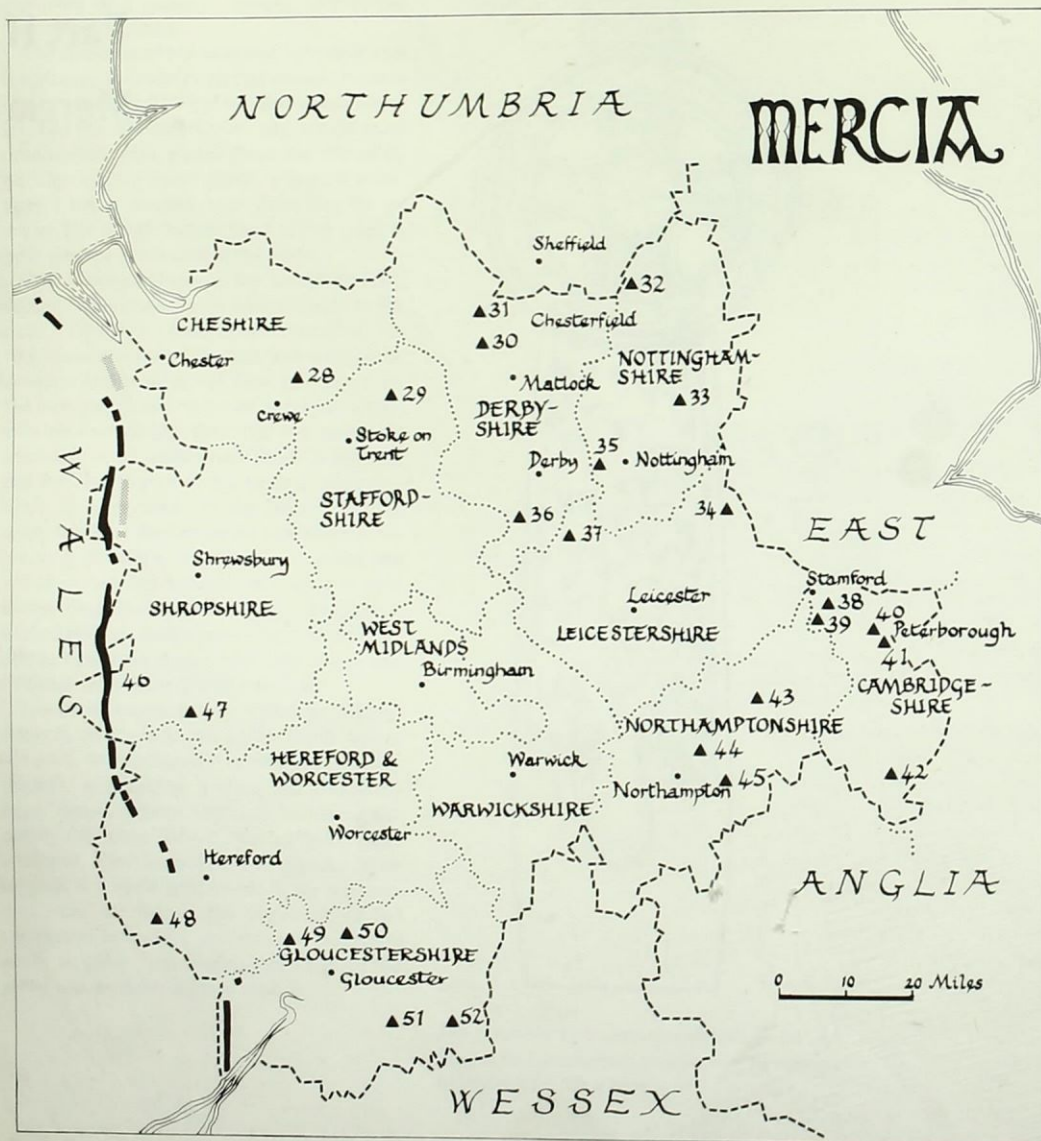 NORTHUMBRIA
MERCIA
Sheffield
32
31
Chesterfield
CHESHIRE
30
Chester
NOTTINGHAM-
SHIRE
28
Matlock
29
33
Crewe
DERBY-
SHIRE
Stoke on
Trent
35
Derby
Nottingham
WALES
STAFFORD-
SHIRE
36
34
37
EAST
Shrewsbury
Stamford
38
SHROPSHIRE
Leicester
39
40
Peterborough
WEST
MIDLANDS
LEICESTERSHIRE
41
Birmingham
46
CAMBRIDGE-
SHIRE
47
43
NORTHAMPTONSHIRE
HEREFORD &
WORCESTER
44
Warwick
42
Northampton
45
WARWICKSHIRE
Worcester
Hereford
ANGLIA
48
49
50
GLOUCESTERSHIRE
Gloucester
0 10 20 Miles
51
52
WESSEX